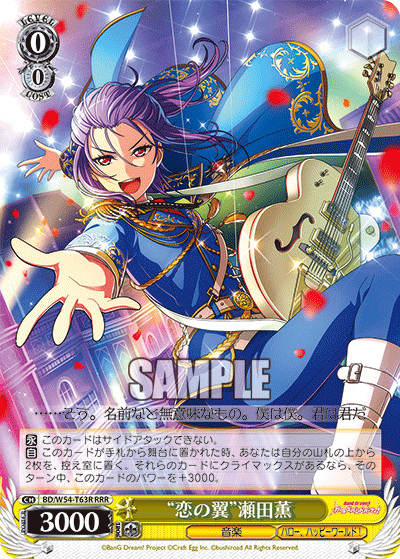 LEVEL
0
0
COST
SAMPLE
……そう。名前など無意味なもの。僕は僕。君は君だ
永 このカードはサイドアタックできない。
自 このカードが手札から舞台に置かれた時、あなたは自分の山札の上から
2枚を、控え室に置く。それらのカードにクライマックスがあるなら、その
ターン中、このカードのパワーを+3000。
CH BD/W54-T63R RRR
3000
“恋の翼”瀬田薫
音楽
ハロー、ハッピーワールド!
©BanG Dream! Project ©Craft Egg Inc. ©bushiroad All Rights Reserved.